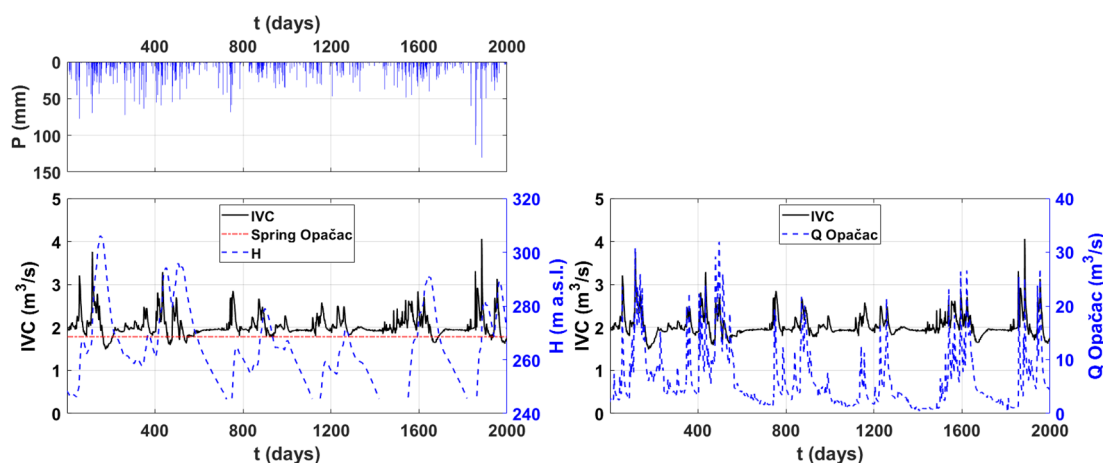 t (days)
400 800 1200 1600 2000
0
50
100
150
P (mm)
5
4
3
2
1
0
IVC (m³/s)
IVC
Spring Opačac
H
320
300
280
260
240
H (m a.s.l.)
400 800 1200 1600 2000
t (days)
5
4
3
2
1
0
IVC (m³/s)
IVC
Q Opačac
40
30
20
10
0
Q Opačac (m³/s)
400 800 1200 1600 2000
t (days)